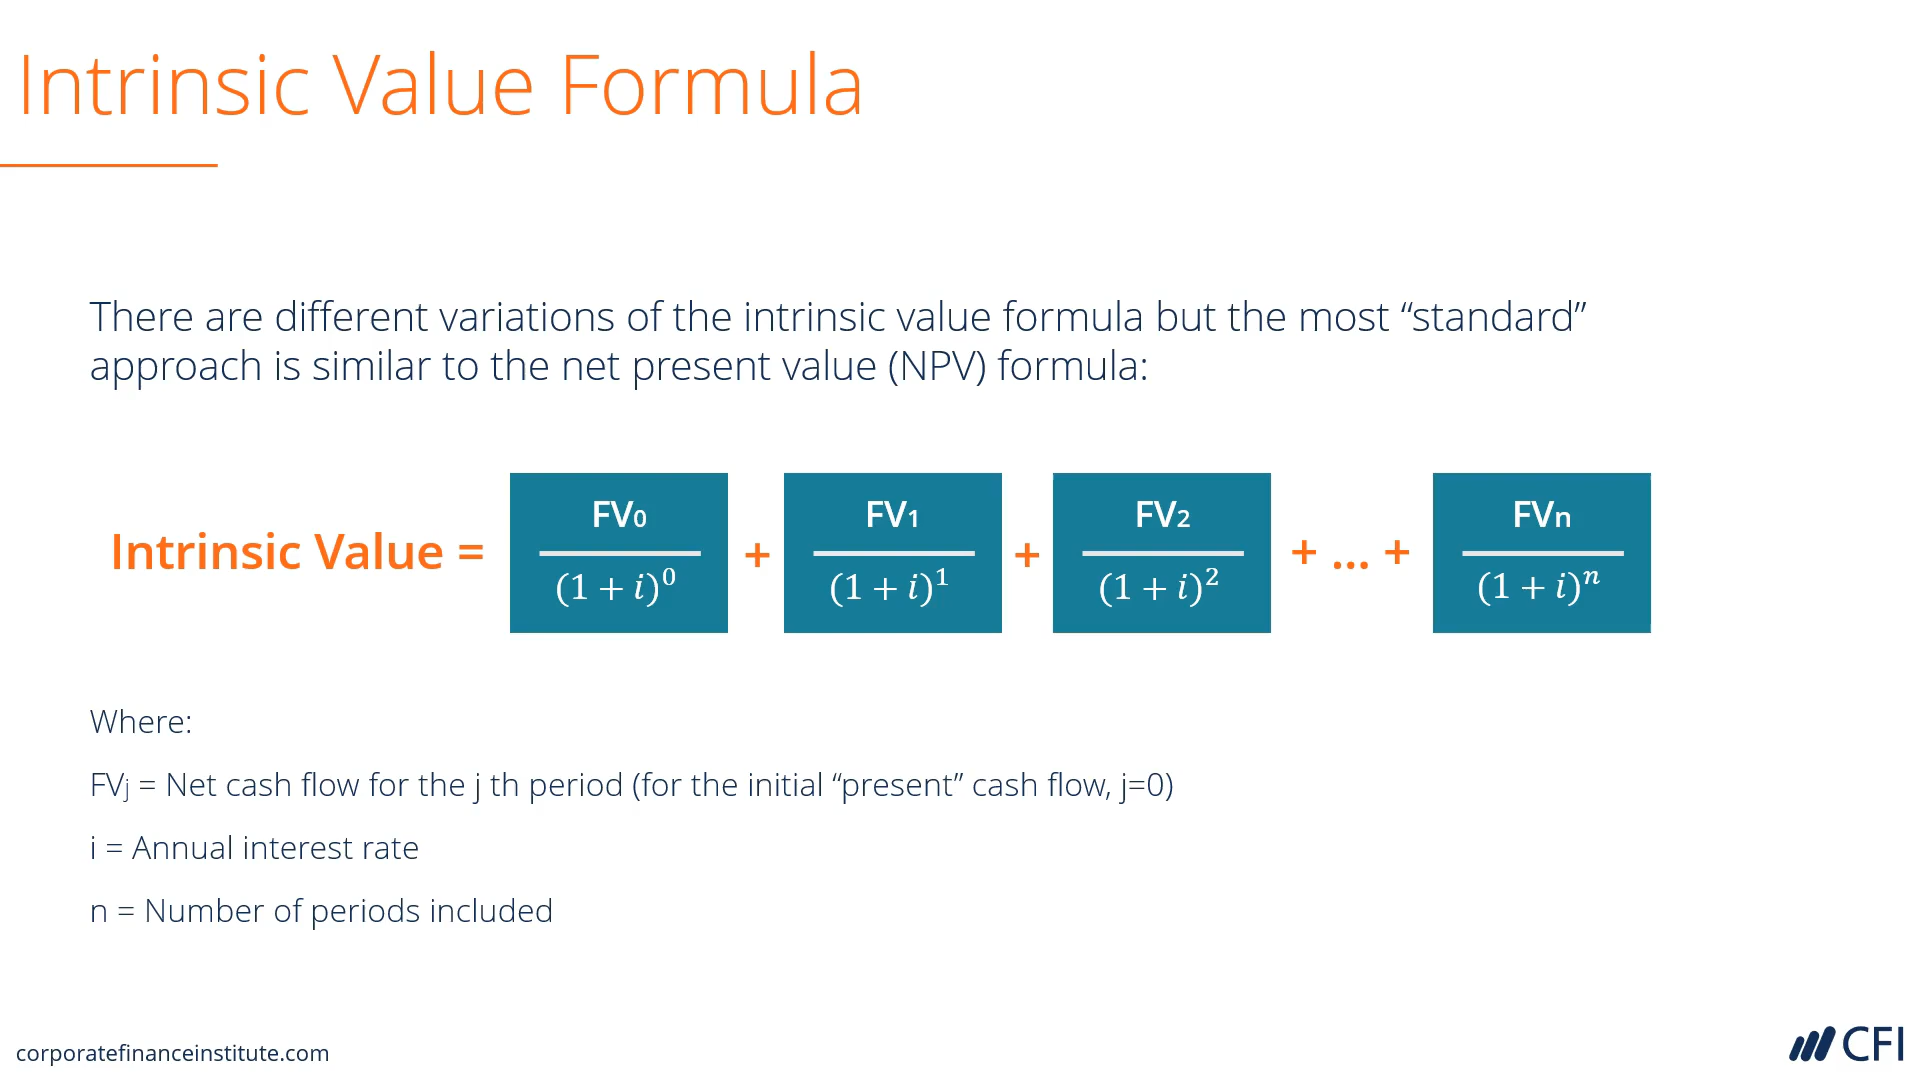 Intrinsic Value Formula
There are different variations of the intrinsic value formula but the most “standard”
approach is similar to the net present value (NPV) formula:
Intrinsic Value = FV₀ / (1 + i)⁰ + FV₁ / (1 + i)¹ + FV₂ / (1 + i)² + ... + FVn / (1 + i)ⁿ
Where:
FVⱼ = Net cash flow for the j th period (for the initial “present” cash flow, j=0)
i = Annual interest rate
n = Number of periods included
corporatefinanceinstitute.com
CFI